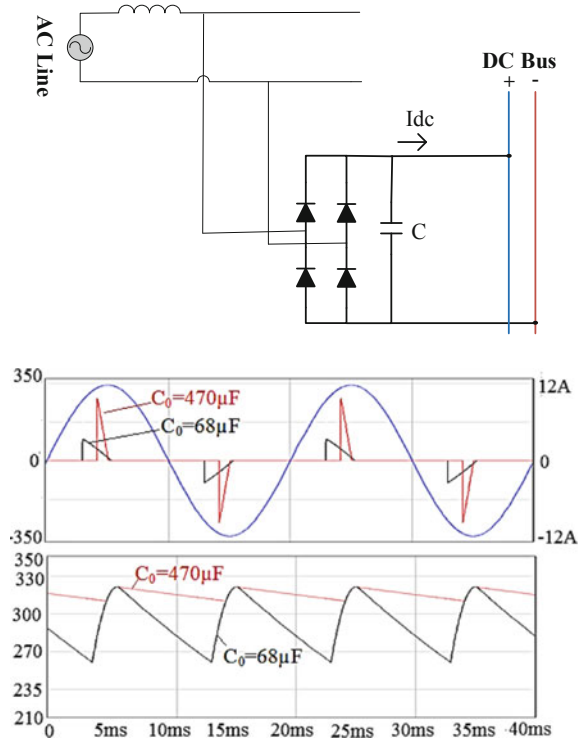 AC Line
DC Bus
+ -
Idc
C
350
12A
C₀=470μF
C₀=68μF
0
0
-350
-12A
350
330
C₀=470μF
300
270
C₀=68μF
235
210
0 5ms 10ms 15ms 20ms 25ms 30ms 35ms 40ms